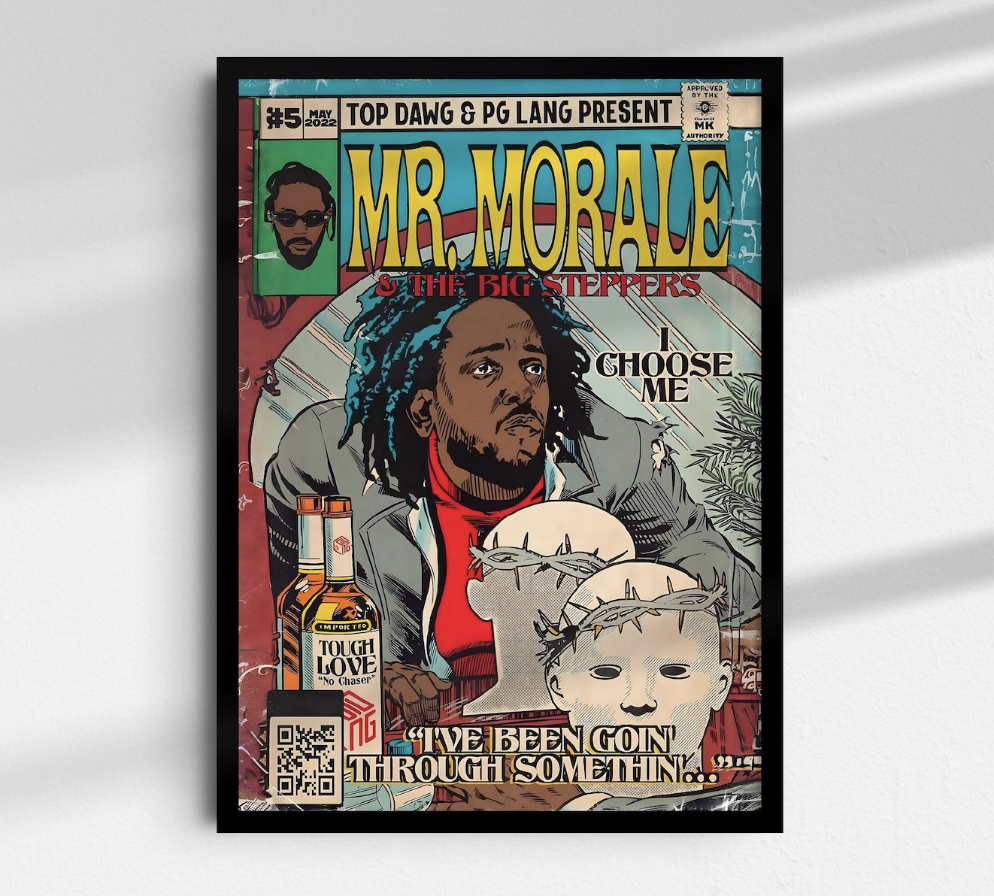 #5
MAY
2022
TOP DAWG & PG LANG PRESENT
APPROVED
BY THE
MK
AUTHORITY
MR. MORALE
& THE BIG STEPPERS
I
CHOOSE
ME
IMPORTED
TOUGH
LOVE
"No Chaser"
"I'VE BEEN GOIN'
THROUGH SOMETHIN'..."